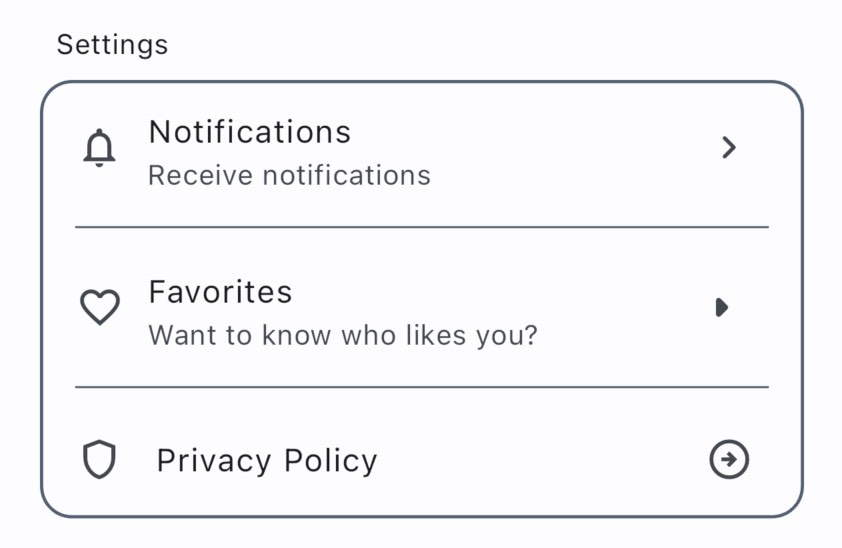 Settings
Notifications
Receive notifications
Favorites
Want to know who likes you?
Privacy Policy